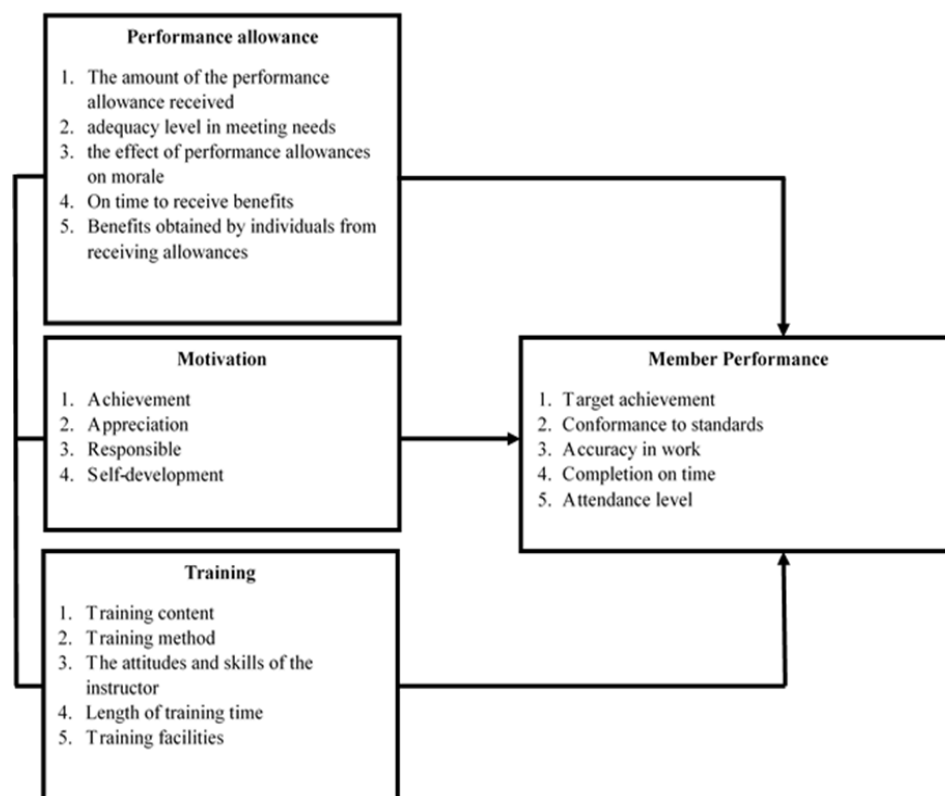 Performance allowance
1. The amount of the performance
allowance received
2. adequacy level in meeting needs
3. the effect of performance allowances
on morale
4. On time to receive benefits
5. Benefits obtained by individuals from
receiving allowances
Motivation
1. Achievement
2. Appreciation
3. Responsible
4. Self-development
Member Performance
1. Target achievement
2. Conformance to standards
3. Accuracy in work
4. Completion on time
5. Attendance level
Training
1. Training content
2. Training method
3. The attitudes and skills of the
instructor
4. Length of training time
5. Training facilities